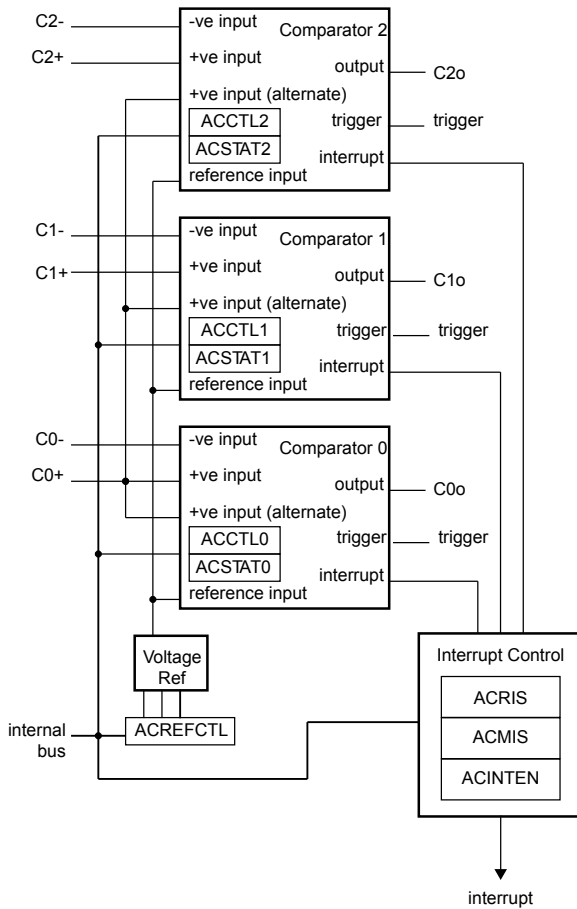 C2-
-ve input
Comparator 2
C2+
+ve input
output
C2o
+ve input (alternate)
ACCTL2
trigger
trigger
ACSTAT2
interrupt
reference input
C1-
-ve input
Comparator 1
C1+
+ve input
output
C1o
+ve input (alternate)
ACCTL1
trigger
trigger
ACSTAT1
interrupt
reference input
C0-
-ve input
Comparator 0
C0+
+ve input
output
C0o
+ve input (alternate)
ACCTL0
trigger
trigger
ACSTAT0
interrupt
reference input
Voltage
Ref
Interrupt Control
ACRIS
internal
bus
ACREFCTL
ACMIS
ACINTEN
interrupt